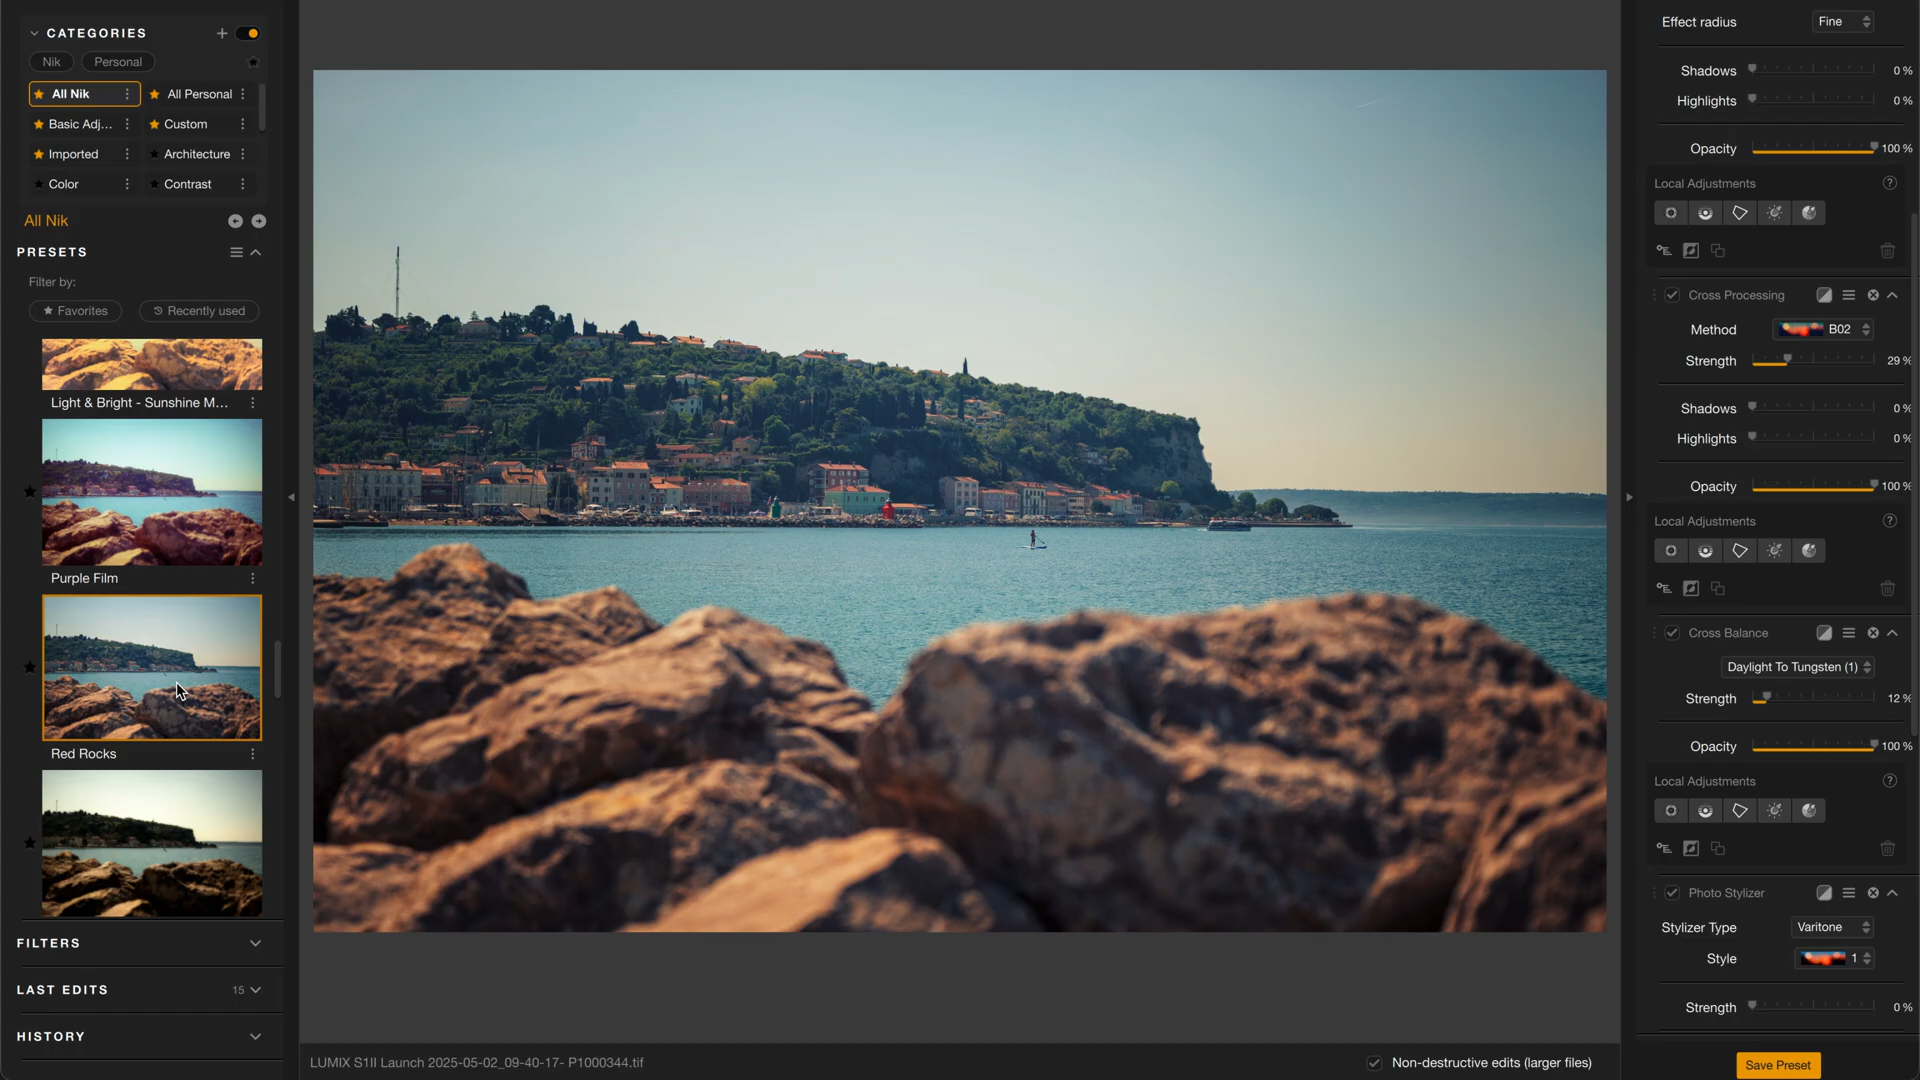 CATEGORIES
Nik
Personal
All Nik
All Personal
Basic Adj...
Custom
Imported
Architecture
Color
Contrast
All Nik
PRESETS
Filter by:
Favorites
Recently used
Light & Bright - Sunshine M...
Purple Film
Red Rocks
FILTERS
LAST EDITS
15
HISTORY
LUMIX S1II Launch 2025-05-02_09-40-17- P1000344.tif
Non-destructive edits (larger files)
Effect radius
Fine
Shadows
0 %
Highlights
0 %
Opacity
100 %
Local Adjustments
?
Cross Processing
Method
B02
Strength
29 %
Shadows
0 %
Highlights
0 %
Opacity
100 %
Local Adjustments
?
Cross Balance
Daylight To Tungsten (1)
Strength
12 %
Opacity
100 %
Local Adjustments
?
Photo Stylizer
Stylizer Type
Varitone
Style
1
Strength
0 %
Save Preset